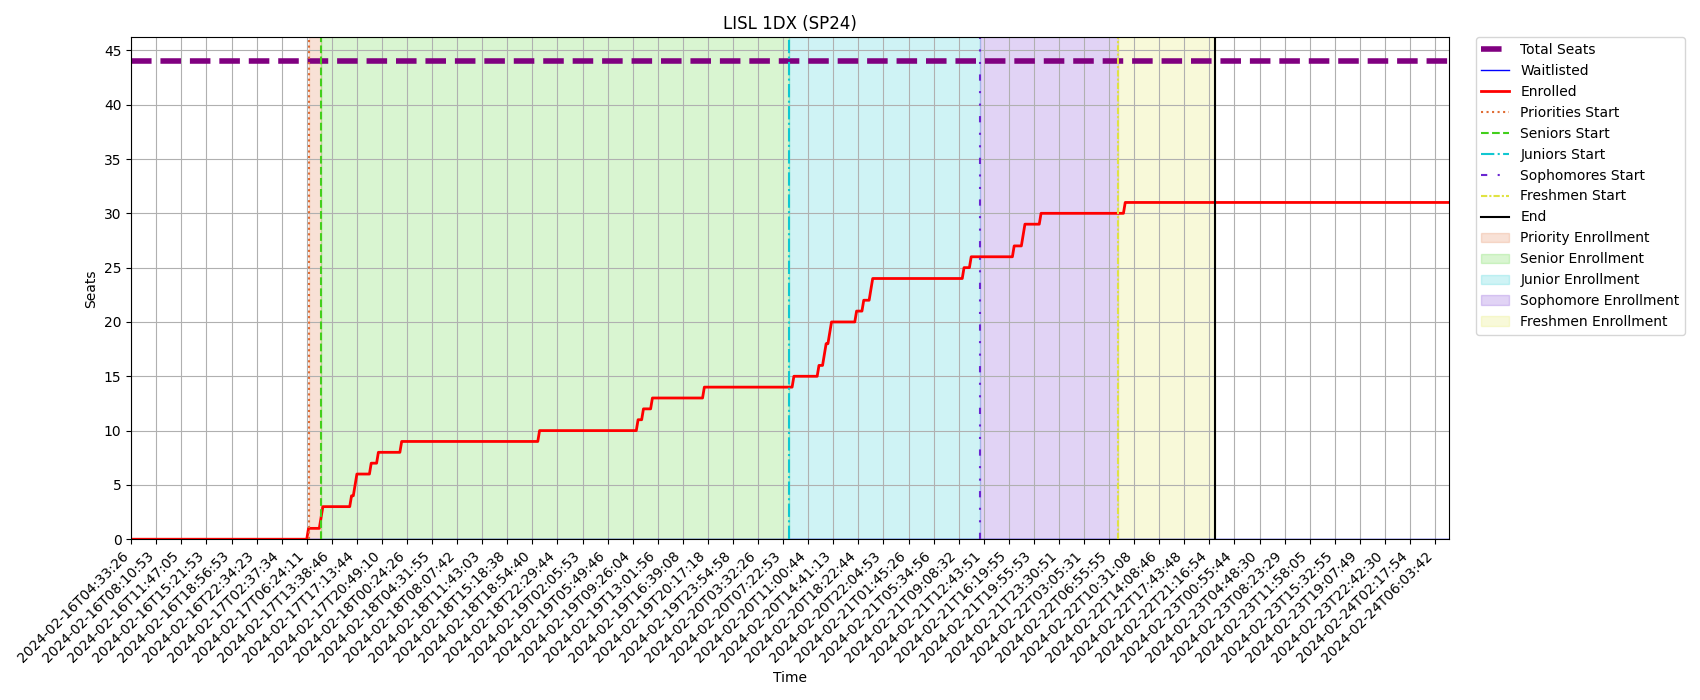 LISL 1DX (SP24)
Seats
45
40
35
30
25
20
15
10
5
0
2024-02-16T04:33:26
2024-02-16T08:10:53
2024-02-16T11:47:05
2024-02-16T15:21:53
2024-02-16T18:56:53
2024-02-16T22:34:23
2024-02-17T02:37:34
2024-02-17T06:24:11
2024-02-17T13:38:46
2024-02-17T17:13:44
2024-02-17T20:49:10
2024-02-18T00:24:26
2024-02-18T04:31:55
2024-02-18T08:07:42
2024-02-18T11:43:03
2024-02-18T15:18:38
2024-02-18T18:54:40
2024-02-18T22:29:44
2024-02-19T02:05:53
2024-02-19T05:49:46
2024-02-19T09:26:04
2024-02-19T13:01:56
2024-02-19T16:39:08
2024-02-19T20:17:18
2024-02-19T23:54:58
2024-02-20T03:32:26
2024-02-20T07:22:53
2024-02-20T11:00:44
2024-02-20T14:41:13
2024-02-20T18:22:44
2024-02-20T22:04:53
2024-02-21T01:45:26
2024-02-21T05:34:56
2024-02-21T09:08:32
2024-02-21T12:43:51
2024-02-21T16:19:55
2024-02-21T19:55:53
2024-02-21T23:30:51
2024-02-22T03:05:31
2024-02-22T06:55:55
2024-02-22T10:31:08
2024-02-22T14:08:46
2024-02-22T17:43:48
2024-02-22T21:16:54
2024-02-23T00:55:44
2024-02-23T04:48:30
2024-02-23T08:23:29
2024-02-23T11:58:05
2024-02-23T15:32:55
2024-02-23T19:07:49
2024-02-23T22:42:30
2024-02-24T02:17:54
2024-02-24T06:03:42
Time
Total Seats
Waitlisted
Enrolled
Priorities Start
Seniors Start
Juniors Start
Sophomores Start
Freshmen Start
End
Priority Enrollment
Senior Enrollment
Junior Enrollment
Sophomore Enrollment
Freshmen Enrollment